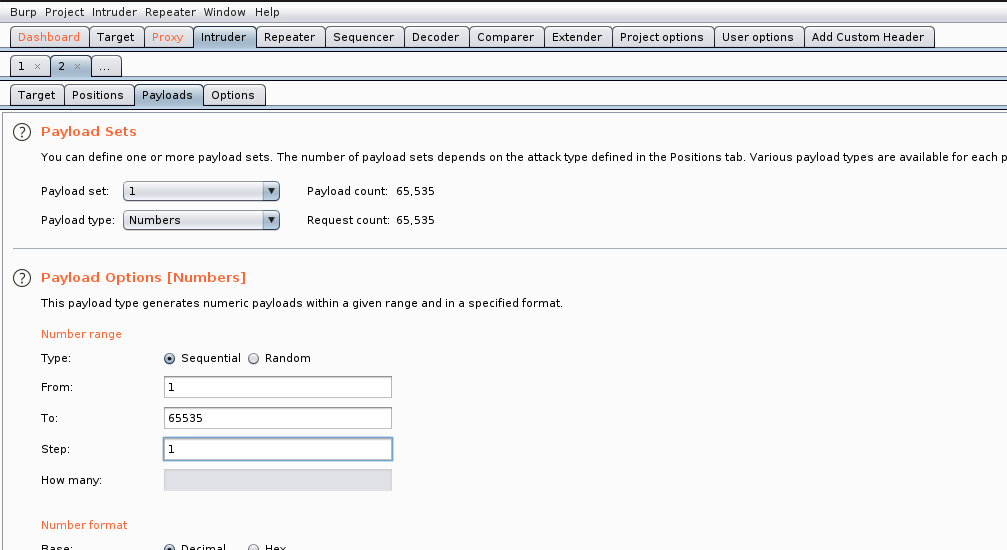 Burp Project Intruder Repeater Window Help
Dashboard Target Proxy Intruder Repeater Sequencer Decoder Comparer Extender Project options User options Add Custom Header
1 × 2 × ...
Target Positions Payloads Options
? Payload Sets
You can define one or more payload sets. The number of payload sets depends on the attack type defined in the Positions tab. Various payload types are available for each p
Payload set: 1 Payload count: 65,535
Payload type: Numbers Request count: 65,535
? Payload Options [Numbers]
This payload type generates numeric payloads within a given range and in a specified format.
Number range
Type: Sequential Random
From: 1
To: 65535
Step: 1
How many:
Number format
Base: Decimal Hex